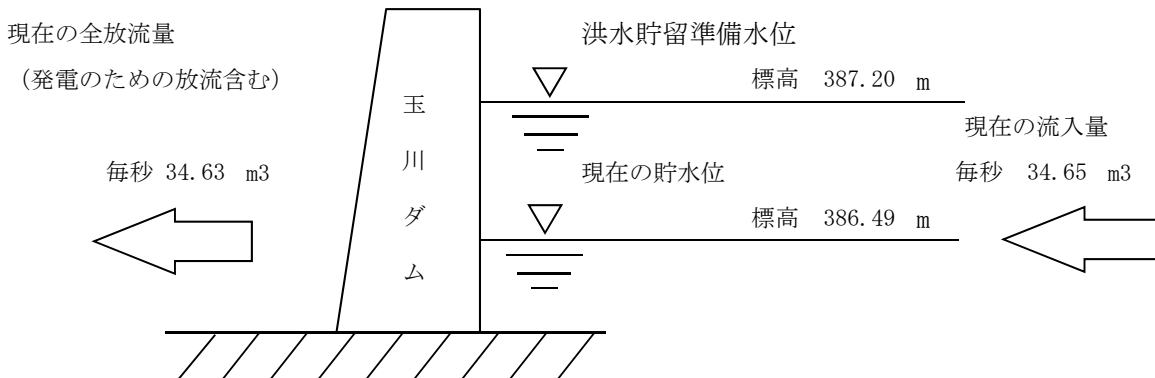 現在の全放流量
（発電のための放流含む）
毎秒 34.63 m3
玉川ダム
洪水貯留準備水位
標高 387.20 m
現在の貯水位
標高 386.49 m
現在の流入量
毎秒 34.65 m3